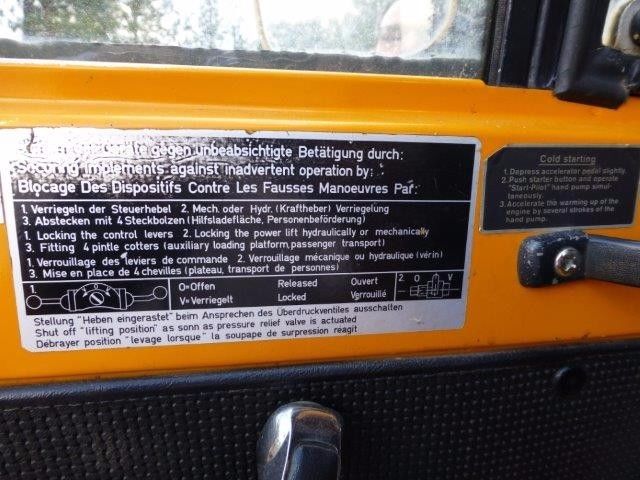 gegen unbeabsichtigte Betätigung durch:
Securing implements against inadvertent operation by:
Blocage Des Dispositifs Contre Les Fausses Manoeuvres Par:
1. Verriegeln der Steuerhebel 2. Mech. oder Hydr. (Kraftheber) Verriegelung
3. Abstecken mit 4 Steckbolzen (Hilfsladefläche, Personenbeförderung)
1. Locking the control levers 2. Locking the power lift hydraulically or mechanically
3. Fitting 4 pintle cotters (auxiliary loading platform, passenger transport)
1. Verrouillage des leviers de commande 2. Verrouillage mécanique ou hydraulique (vérin)
3. Mise en place de 4 chevilles (plateau, transport de personnes)
1. O=Offen Released Ouvert 2. O V
V=Verriegelt Locked Verrouillé
Stellung "Heben eingerastet" beim Ansprechen des Überdruckventiles ausschalten
Shut off "lifting position" as sonn as pressure relief valve is actuated
Debrayer position "levage lorsque" la soupape de surpression réagit
Cold starting
1. Depress accelerator pedal slightly.
2. Push starter button and operate
"Start-Pilot" hand pump simul-
taneously.
3. Accelerate the warming up of the
engine by several strokes of the
hand pump.